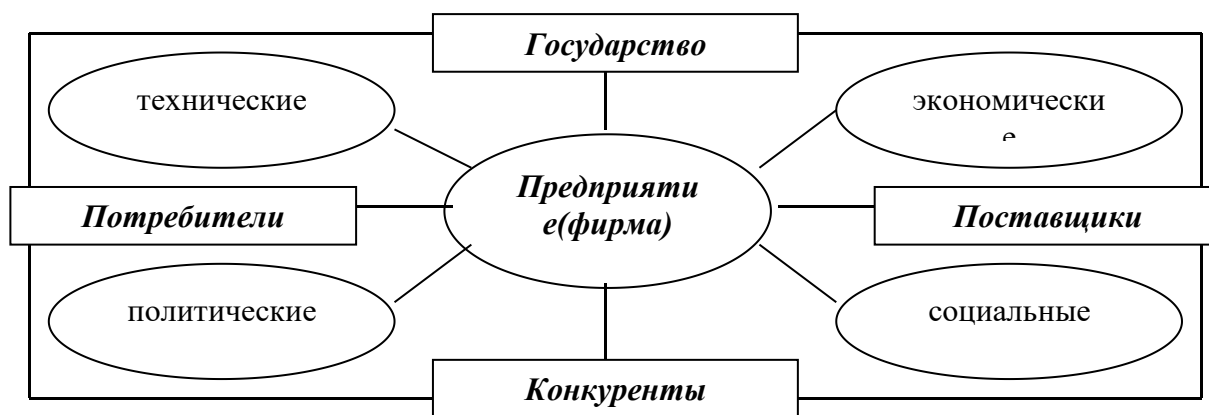 Государство
технические
экономически
е
Предприяти
е(фирма)
Потребители
Поставщики
политические
социальные
Конкуренты